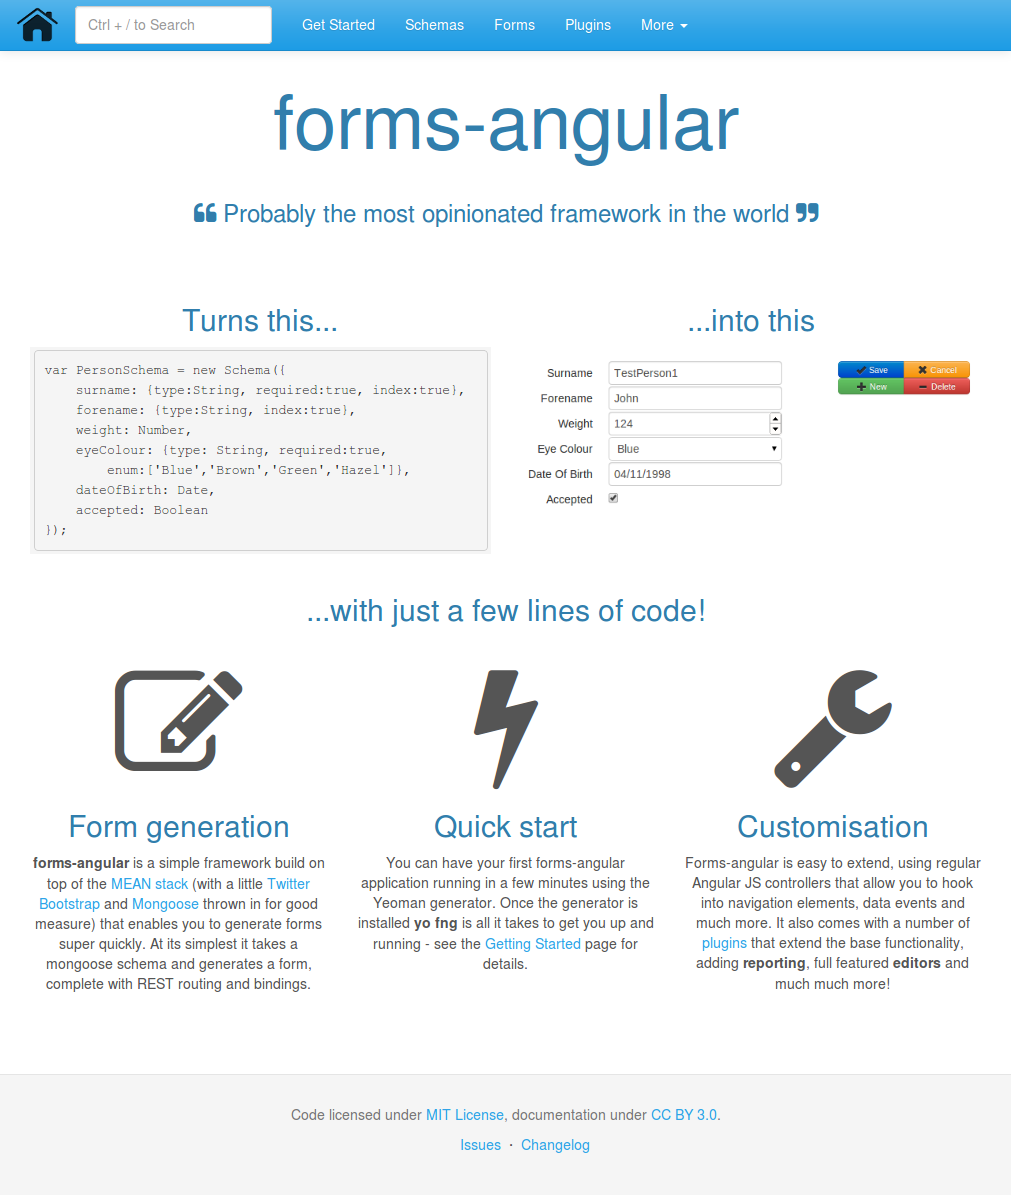 Ctrl + / to Search Get Started Schemas Forms Plugins More
forms-angular
Probably the most opinionated framework in the world
Turns this...
var PersonSchema = new Schema({
    surname: {type:String, required:true, index:true},
    forename: {type:String, index:true},
    weight: Number,
    eyeColour: {type: String, required:true,
        enum:['Blue','Brown','Green','Hazel']},
    dateOfBirth: Date,
    accepted: Boolean
});
...into this
Surname TestPerson1
Forename John
Weight 124
Eye Colour Blue
Date Of Birth 04/11/1998
Accepted
Save Cancel
New Delete
...with just a few lines of code!
Form generation
forms-angular is a simple framework build on
top of the MEAN stack (with a little Twitter
Bootstrap and Mongoose thrown in for good
measure) that enables you to generate forms
super quickly. At its simplest it takes a
mongoose schema and generates a form,
complete with REST routing and bindings.
Quick start
You can have your first forms-angular
application running in a few minutes using the
Yeoman generator. Once the generator is
installed yo fng is all it takes to get you up and
running - see the Getting Started page for
details.
Customisation
Forms-angular is easy to extend, using regular
Angular JS controllers that allow you to hook
into navigation elements, data events and
much more. It also comes with a number of
plugins that extend the base functionality,
adding reporting, full featured editors and
much much more!
Code licensed under MIT License, documentation under CC BY 3.0.
Issues · Changelog